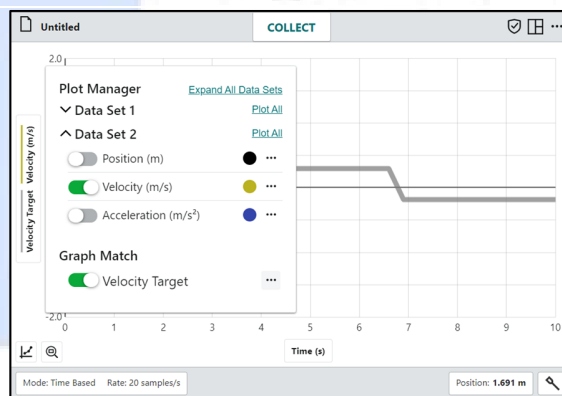 Untitled
COLLECT
2.0
Plot Manager
Expand All Data Sets
Data Set 1
Plot All
Data Set 2
Plot All
Position (m)
Velocity (m/s)
Acceleration (m/s²)
Graph Match
Velocity Target
Velocity (m/s)
Velocity Target
-2.0
0 1 2 3 4 5 6 7 8 9 10
Time (s)
Mode: Time Based Rate: 20 samples/s
Position: 1.691 m